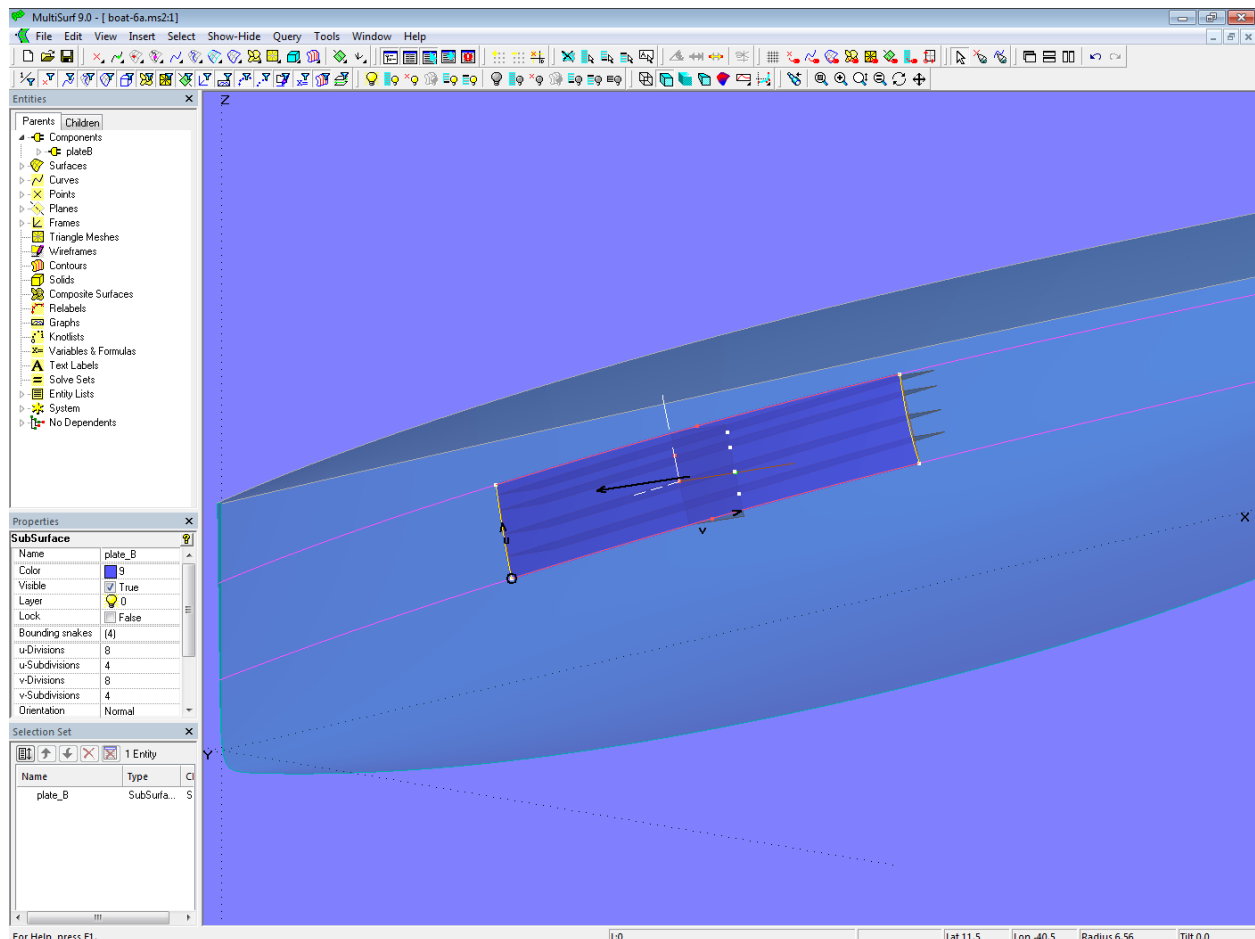 MultiSurf 9.0 - [ boat-6a.ms2:1]
File Edit View Insert Select Show-Hide Query Tools Window Help
Entities
Parents Children
Components
plateB
Surfaces
Curves
Points
Planes
Frames
Triangle Meshes
Wireframes
Contours
Solids
Composite Surfaces
Relabels
Graphs
Knotlists
Variables & Formulas
A Text Labels
Solve Sets
Entity Lists
System
No Dependents
Properties
SubSurface
Name plate_B
Color 9
Visible True
Layer 0
Lock False
Bounding snakes (4)
u-Divisions 8
u-Subdivisions 4
v-Divisions 8
v-Subdivisions 4
Orientation Normal
Selection Set
1 Entity
Name Type Cl
plate_B SubSurfa... S
Z
X
Y
u
v
For Help, press F1.
L:0
Lat 11.5 Lon -40.5 Radius 6.56 Tilt 0.0